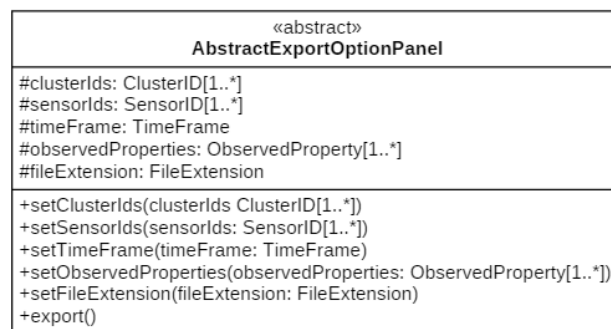 «abstract»
AbstractExportOptionPanel
#clusterIds: ClusterID[1..*]
#sensorIds: SensorID[1..*]
#timeFrame: TimeFrame
#observedProperties: ObservedProperty[1..*]
#fileExtension: FileExtension
+setClusterIds(clusterIds ClusterID[1..*])
+setSensorIds(sensorIds: SensorID[1..*])
+setTimeFrame(timeFrame: TimeFrame)
+setObservedProperties(observedProperties: ObservedProperty[1..*])
+setFileExtension(fileExtension: FileExtension)
+export()